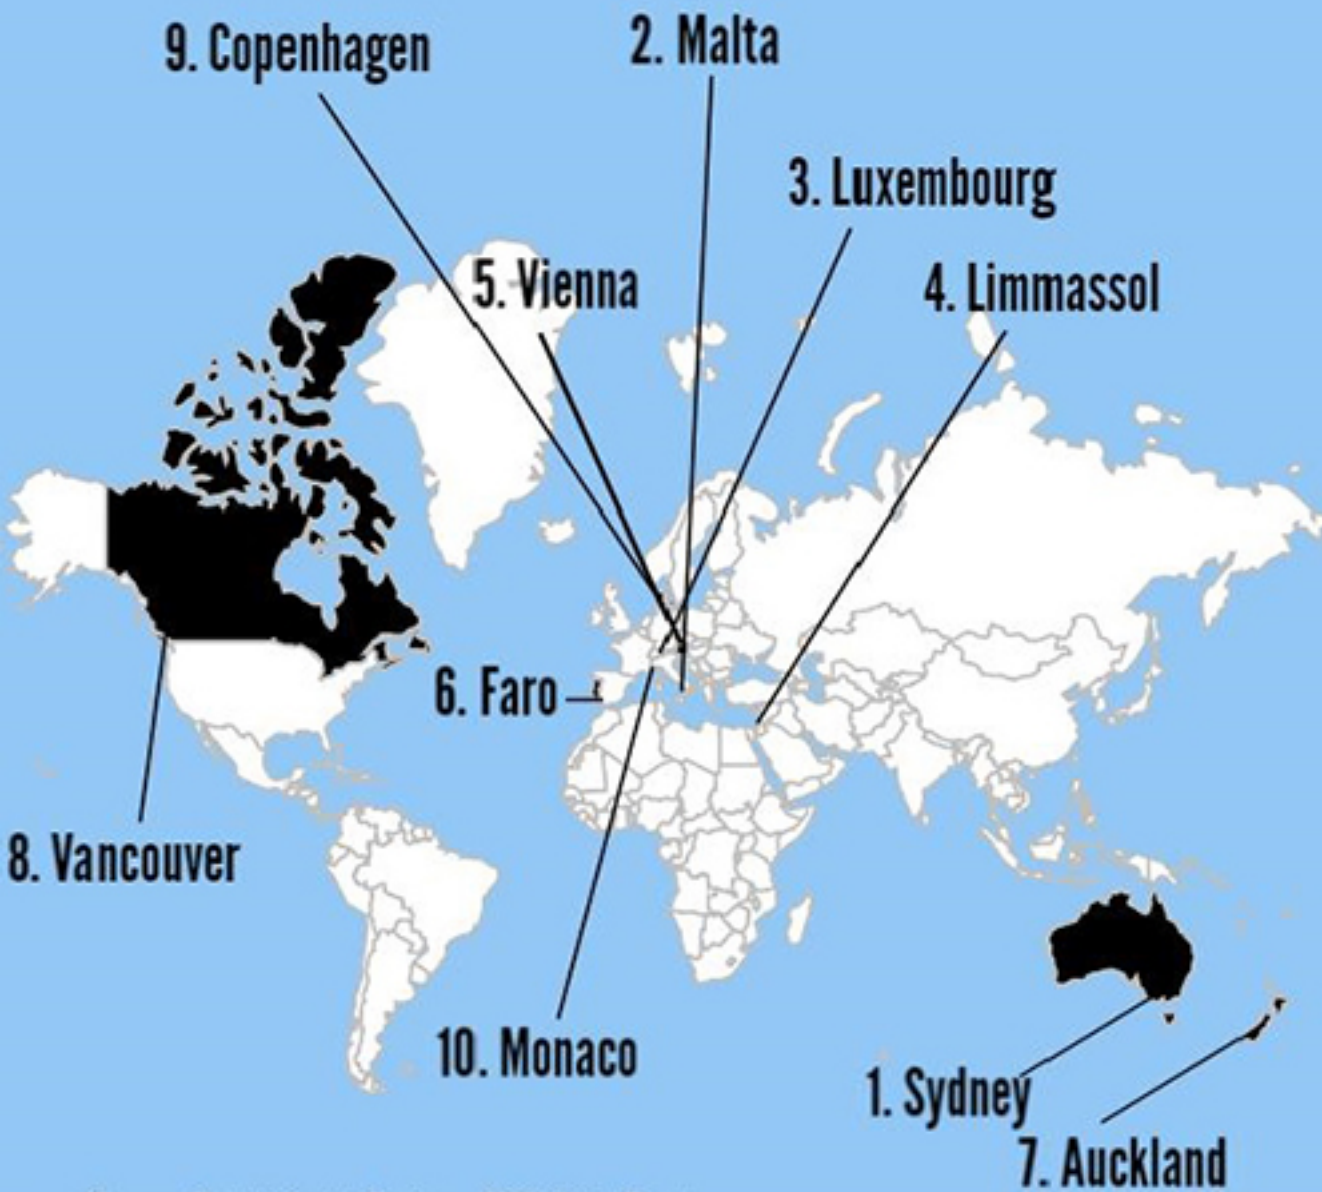 9. Copenhagen
2. Malta
3. Luxembourg
5. Vienna
4. Limmassol
6. Faro
8. Vancouver
10. Monaco
1. Sydney
7. Auckland